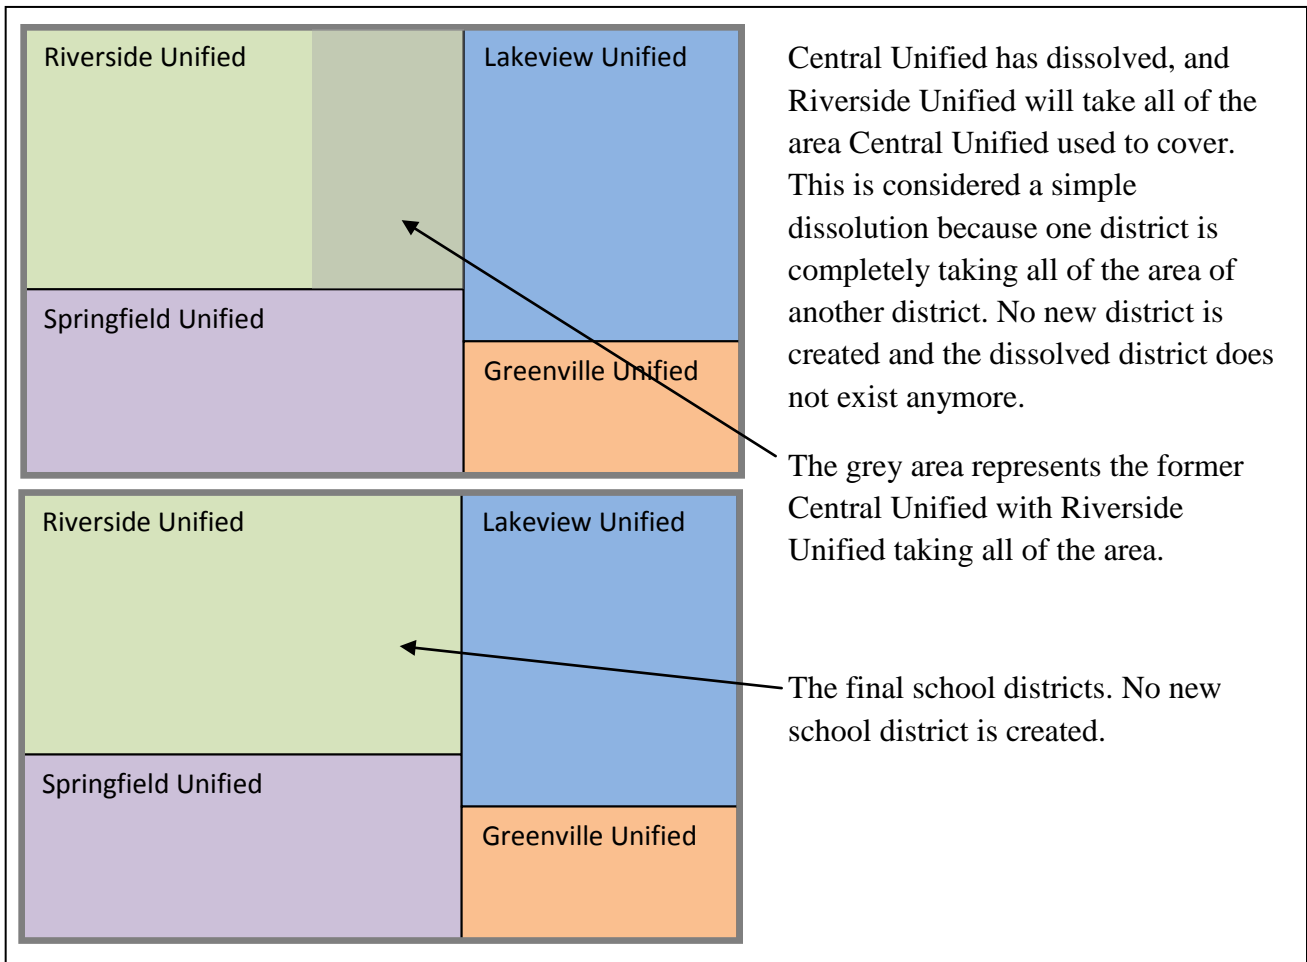 Riverside Unified
Lakeview Unified
Springfield Unified
Greenville Unified
Central Unified has dissolved, and
Riverside Unified will take all of the
area Central Unified used to cover.
This is considered a simple
dissolution because one district is
completely taking all of the area of
another district. No new district is
created and the dissolved district does
not exist anymore.
The grey area represents the former
Central Unified with Riverside
Unified taking all of the area.
Riverside Unified
Lakeview Unified
Springfield Unified
Greenville Unified
The final school districts. No new
school district is created.